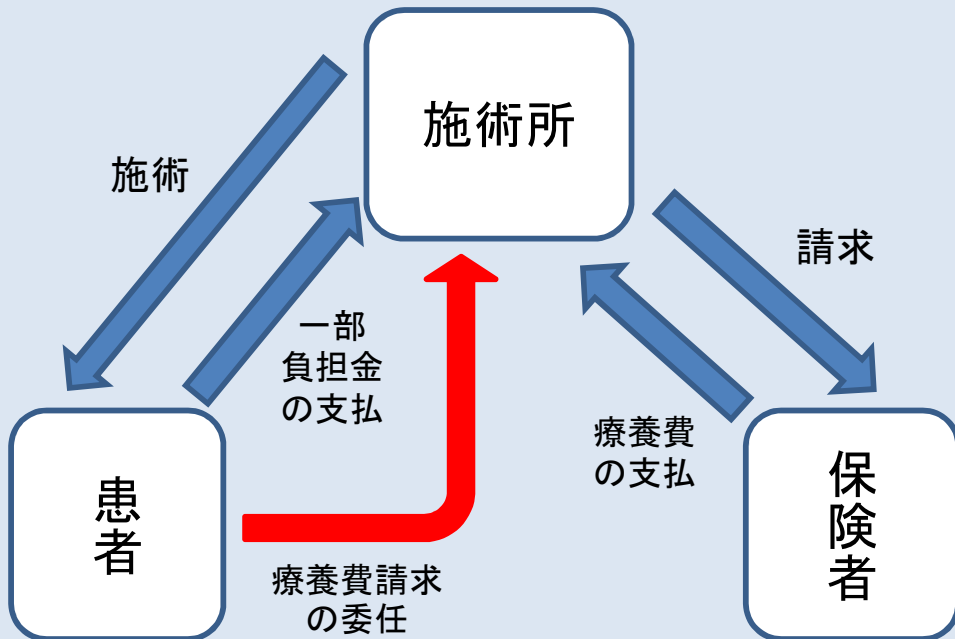 施術所
施術
請求
一部
負担金
の支払
療養費
の支払
患者
保険者
療養費請求
の委任